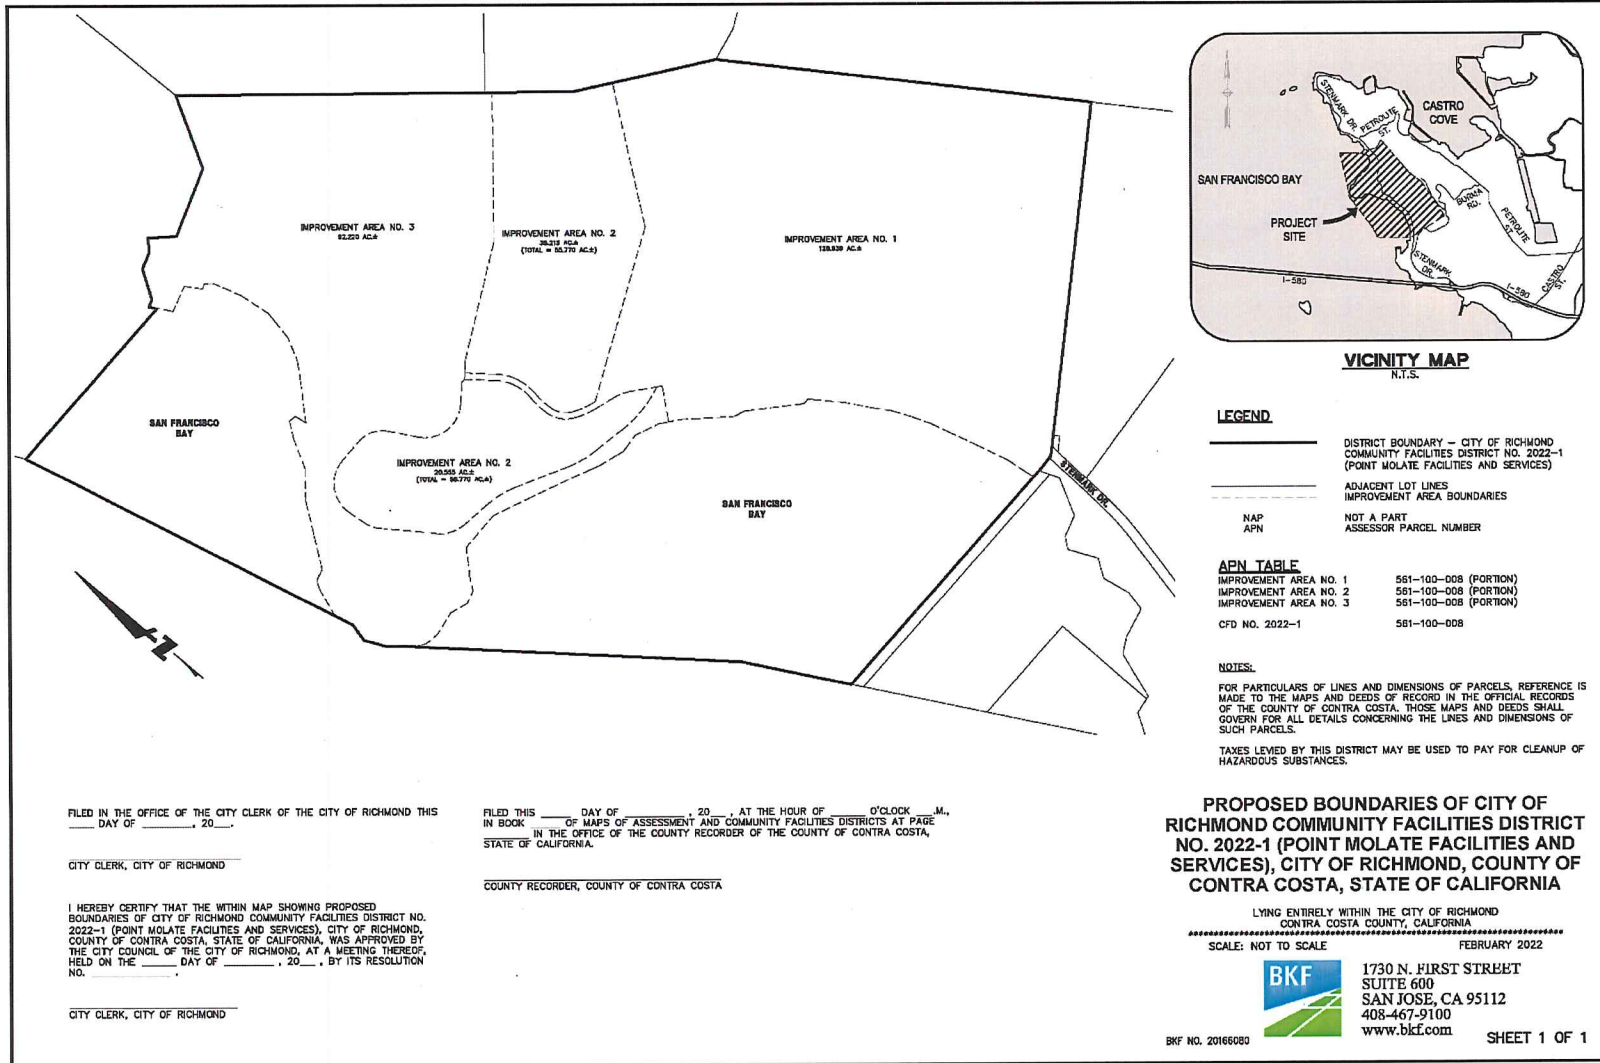 IMPROVEMENT AREA NO. 3
IMPROVEMENT AREA NO. 2
(TOTAL =
IMPROVEMENT AREA NO. 1
SAN FRANCISCO
BAY
IMPROVEMENT AREA NO. 2
(TOTAL =
SAN FRANCISCO
BAY
STENMARK DR.
N
STENMARK DR.
PETROLITE
ST.
CASTRO
COVE
SAN FRANCISCO BAY
PROJECT
SITE
BURMA
RD.
PETROLITE
ST.
STENMARK
DR.
I-580
I-580
CASTRO
ST.
VICINITY MAP
N.T.S.
LEGEND
DISTRICT BOUNDARY – CITY OF RICHMOND
COMMUNITY FACILITIES DISTRICT NO. 2022–1
(POINT MOLATE FACILITIES AND SERVICES)
ADJACENT LOT LINES
IMPROVEMENT AREA BOUNDARIES
NAP NOT A PART
APN ASSESSOR PARCEL NUMBER
APN TABLE
IMPROVEMENT AREA NO. 1 561–100–008 (PORTION)
IMPROVEMENT AREA NO. 2 561–100–008 (PORTION)
IMPROVEMENT AREA NO. 3 561–100–008 (PORTION)
CFD NO. 2022–1 561–100–008
NOTES:
FOR PARTICULARS OF LINES AND DIMENSIONS OF PARCELS, REFERENCE IS
MADE TO THE MAPS AND DEEDS OF RECORD IN THE OFFICIAL RECORDS
OF THE COUNTY OF CONTRA COSTA. THOSE MAPS AND DEEDS SHALL
GOVERN FOR ALL DETAILS CONCERNING THE LINES AND DIMENSIONS OF
SUCH PARCELS.
TAXES LEVIED BY THIS DISTRICT MAY BE USED TO PAY FOR CLEANUP OF
HAZARDOUS SUBSTANCES.
FILED IN THE OFFICE OF THE CITY CLERK OF THE CITY OF RICHMOND THIS
____ DAY OF ________, 20__.
CITY CLERK, CITY OF RICHMOND
I HEREBY CERTIFY THAT THE WITHIN MAP SHOWING PROPOSED
BOUNDARIES OF CITY OF RICHMOND COMMUNITY FACILITIES DISTRICT NO.
2022–1 (POINT MOLATE FACILITIES AND SERVICES), CITY OF RICHMOND,
COUNTY OF CONTRA COSTA, STATE OF CALIFORNIA, WAS APPROVED BY
THE CITY COUNCIL OF THE CITY OF RICHMOND, AT A MEETING THEREOF,
HELD ON THE _____ DAY OF ________, 20__, BY ITS RESOLUTION
NO. ____________.
CITY CLERK, CITY OF RICHMOND
FILED THIS _____ DAY OF _________, 20__, AT THE HOUR OF _____ O'CLOCK __.M.,
IN BOOK _____ OF MAPS OF ASSESSMENT AND COMMUNITY FACILITIES DISTRICTS AT PAGE
______ IN THE OFFICE OF THE COUNTY RECORDER OF THE COUNTY OF CONTRA COSTA,
STATE OF CALIFORNIA.
COUNTY RECORDER, COUNTY OF CONTRA COSTA
PROPOSED BOUNDARIES OF CITY OF
RICHMOND COMMUNITY FACILITIES DISTRICT
NO. 2022-1 (POINT MOLATE FACILITIES AND
SERVICES), CITY OF RICHMOND, COUNTY OF
CONTRA COSTA, STATE OF CALIFORNIA
LYING ENTIRELY WITHIN THE CITY OF RICHMOND
CONTRA COSTA COUNTY, CALIFORNIA
SCALE: NOT TO SCALE FEBRUARY 2022
BKF
1730 N. FIRST STREET
SUITE 600
SAN JOSE, CA 95112
408-467-9100
www.bkf.com
BKF NO. 20166080
SHEET 1 OF 1